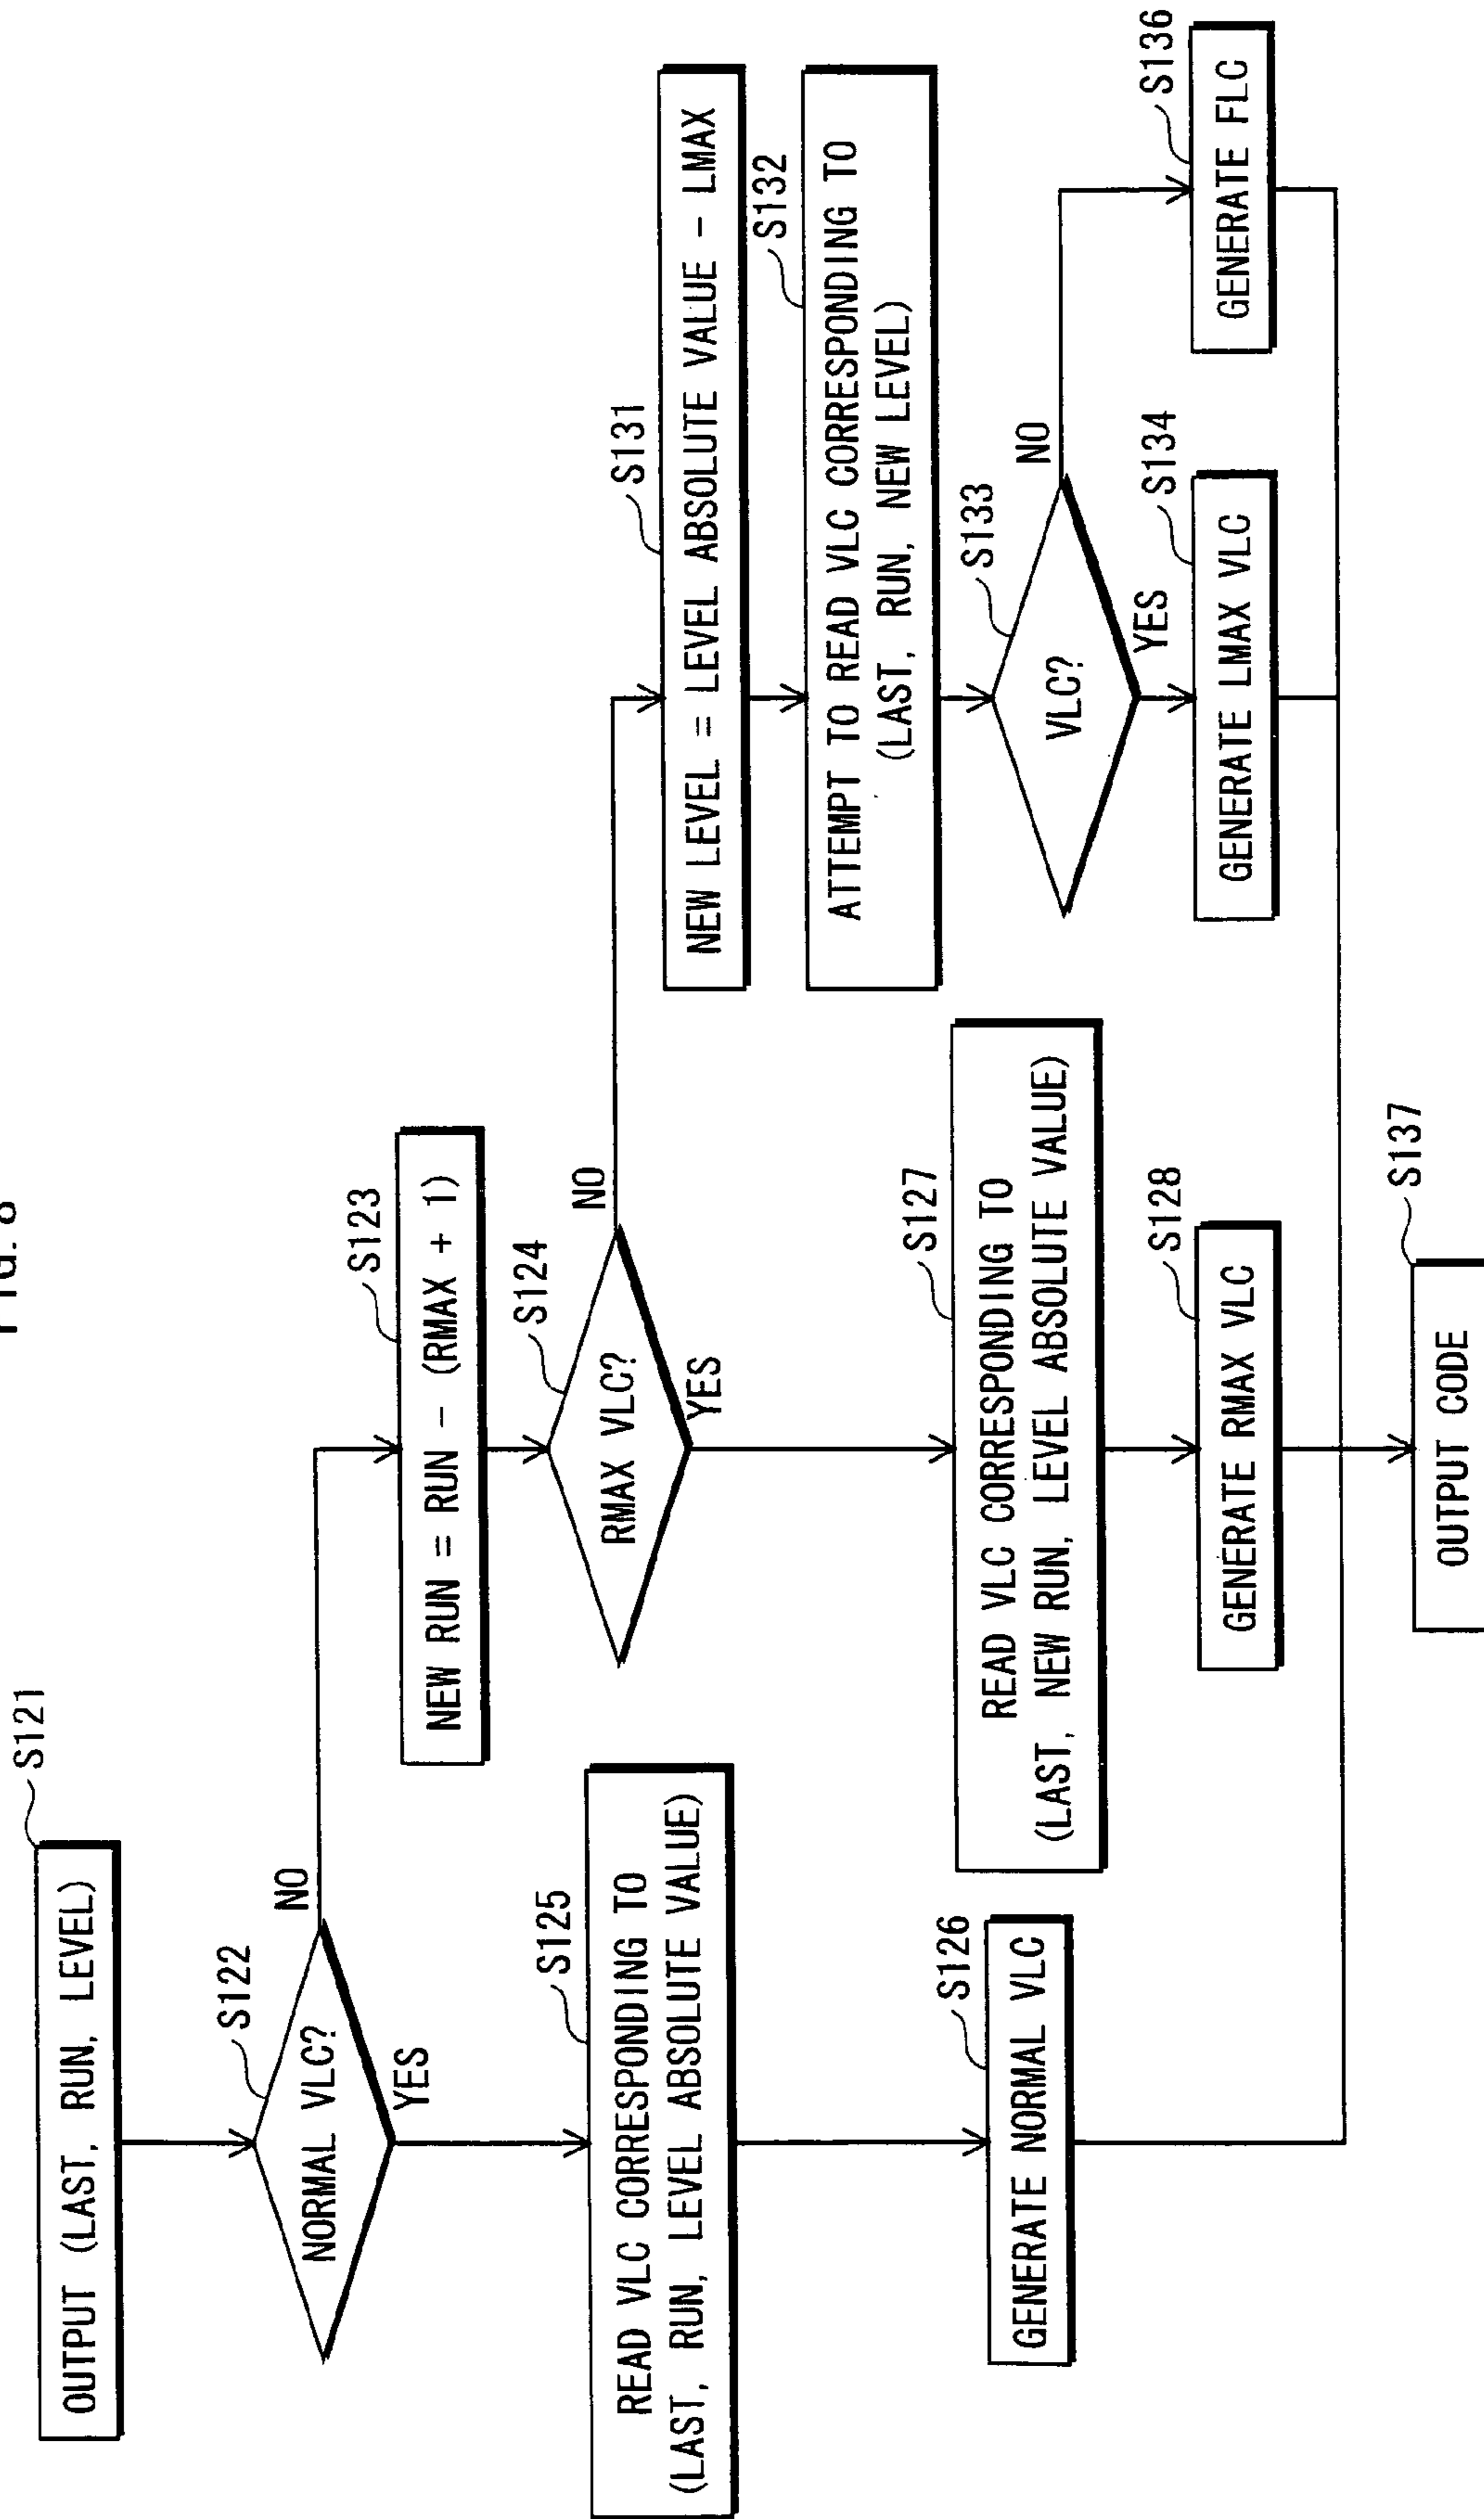 FIG. 8
S121
OUTPUT (LAST, RUN, LEVEL)
S122
NORMAL VLC?
NO
YES
S123
NEW RUN = RUN - (RMAX + 1)
S124
RMAX VLC?
NO
YES
S125
READ VLC CORRESPONDING TO
(LAST, RUN, LEVEL ABSOLUTE VALUE)
S126
GENERATE NORMAL VLC
S127
READ VLC CORRESPONDING TO
(LAST, NEW RUN, LEVEL ABSOLUTE VALUE)
S128
GENERATE RMAX VLC
S131
NEW LEVEL = LEVEL ABSOLUTE VALUE - LMAX
S132
ATTEMPT TO READ VLC CORRESPONDING TO
(LAST, RUN, NEW LEVEL)
S133
VLC?
NO
YES
S134
GENERATE LMAX VLC
S136
GENERATE FLC
S137
OUTPUT CODE